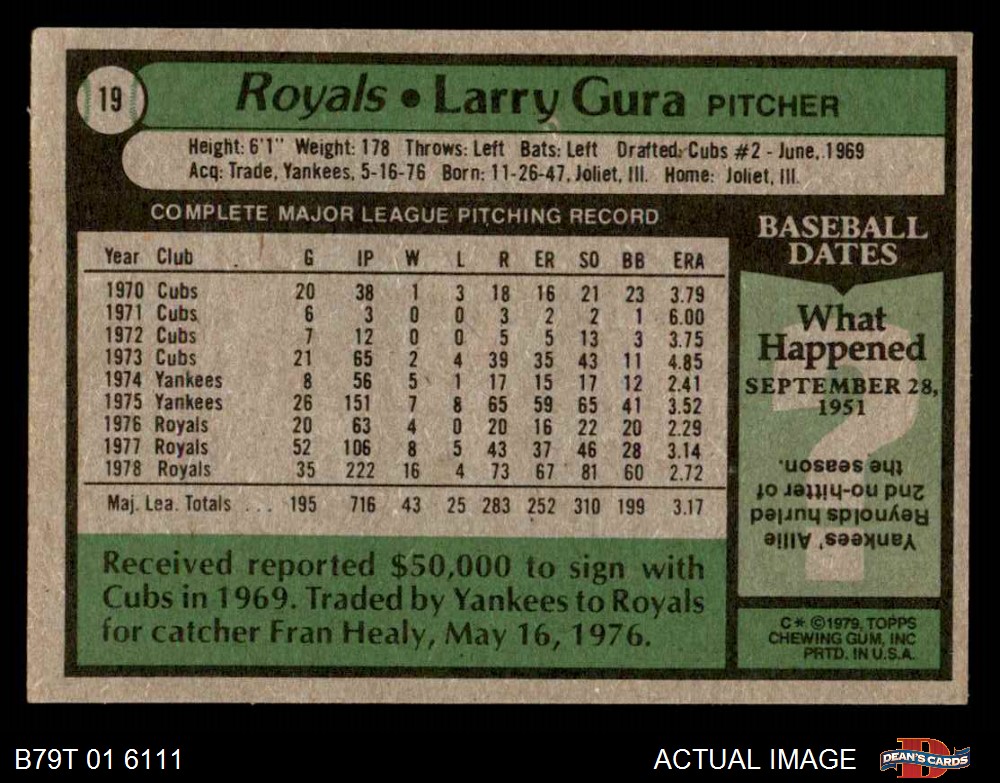 19
Royals • Larry Gura PITCHER
Height: 6'1" Weight: 178 Throws: Left Bats: Left Drafted: Cubs #2 - June, 1969
Acq: Trade, Yankees, 5-16-76 Born: 11-26-47, Joliet, Ill. Home: Joliet, Ill.
COMPLETE MAJOR LEAGUE PITCHING RECORD
Year Club G IP W L R ER SO BB ERA
1970 Cubs 20 38 1 3 18 16 21 23 3.79
1971 Cubs 6 3 0 0 3 2 2 1 6.00
1972 Cubs 7 12 0 0 5 5 13 3 3.75
1973 Cubs 21 65 2 4 39 35 43 11 4.85
1974 Yankees 8 56 5 1 17 15 17 12 2.41
1975 Yankees 26 151 7 8 65 59 65 41 3.52
1976 Royals 20 63 4 0 20 16 22 20 2.29
1977 Royals 52 106 8 5 43 37 46 28 3.14
1978 Royals 35 222 16 4 73 67 81 60 2.72
Maj. Lea. Totals ... 195 716 43 25 283 252 310 199 3.17
Received reported $50,000 to sign with
Cubs in 1969. Traded by Yankees to Royals
for catcher Fran Healy, May 16, 1976.
BASEBALL
DATES
What
Happened
SEPTEMBER 28,
1951
?
Yankees' Allie
Reynolds hurled
2nd no-hitter of
the season.
C* ©1979, TOPPS
CHEWING GUM, INC
PRTD. IN U.S.A.
B79T 01 6111
ACTUAL IMAGE
D
DEAN'S CARDS